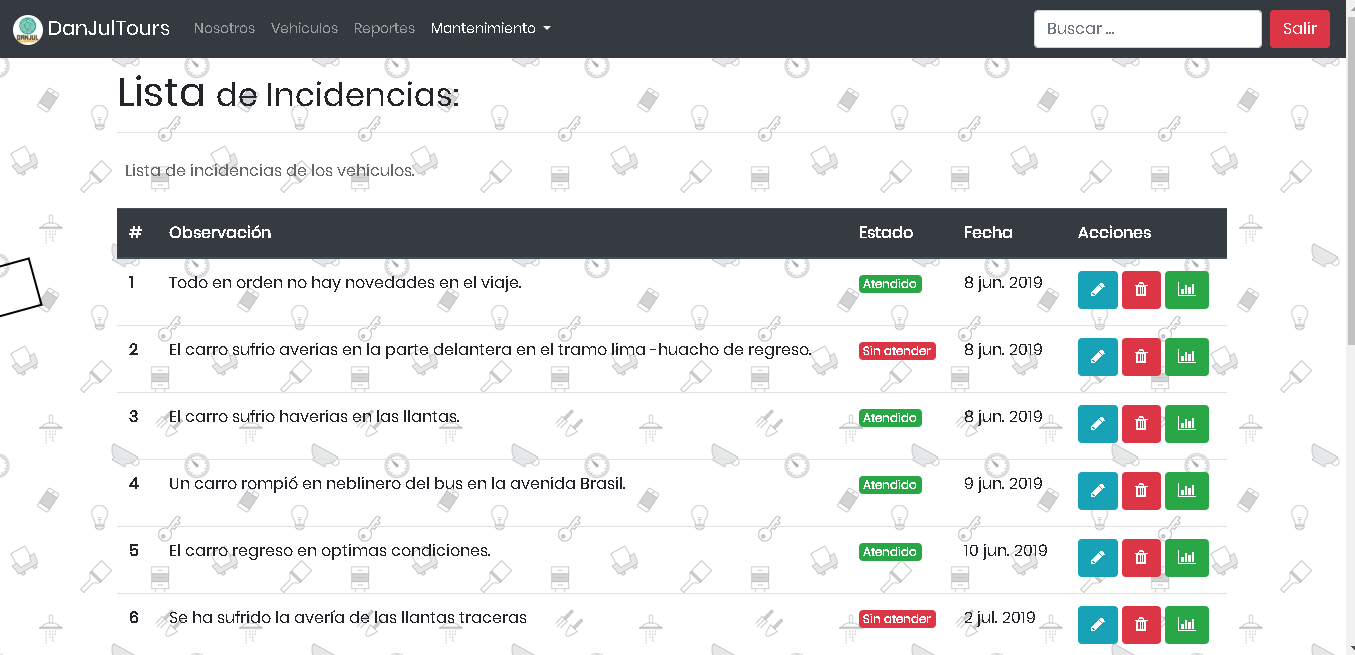 DanJulTours Nosotros Vehiculos Reportes Mantenimiento Buscar ... Salir
DANJUL
Lista de Incidencias:
Lista de incidencias de los vehiculos.
# Observación Estado Fecha Acciones
1 Todo en orden no hay novedades en el viaje. Atendido 8 jun. 2019
2 El carro sufrio averias en la parte delantera en el tramo lima -huacho de regreso. Sin atender 8 jun. 2019
3 El carro sufrio haverias en las llantas. Atendido 8 jun. 2019
4 Un carro rompió en neblinero del bus en la avenida Brasil. Atendido 9 jun. 2019
5 El carro regreso en optimas condiciones. Atendido 10 jun. 2019
6 Se ha sufrido la avería de las llantas traceras Sin atender 2 jul. 2019